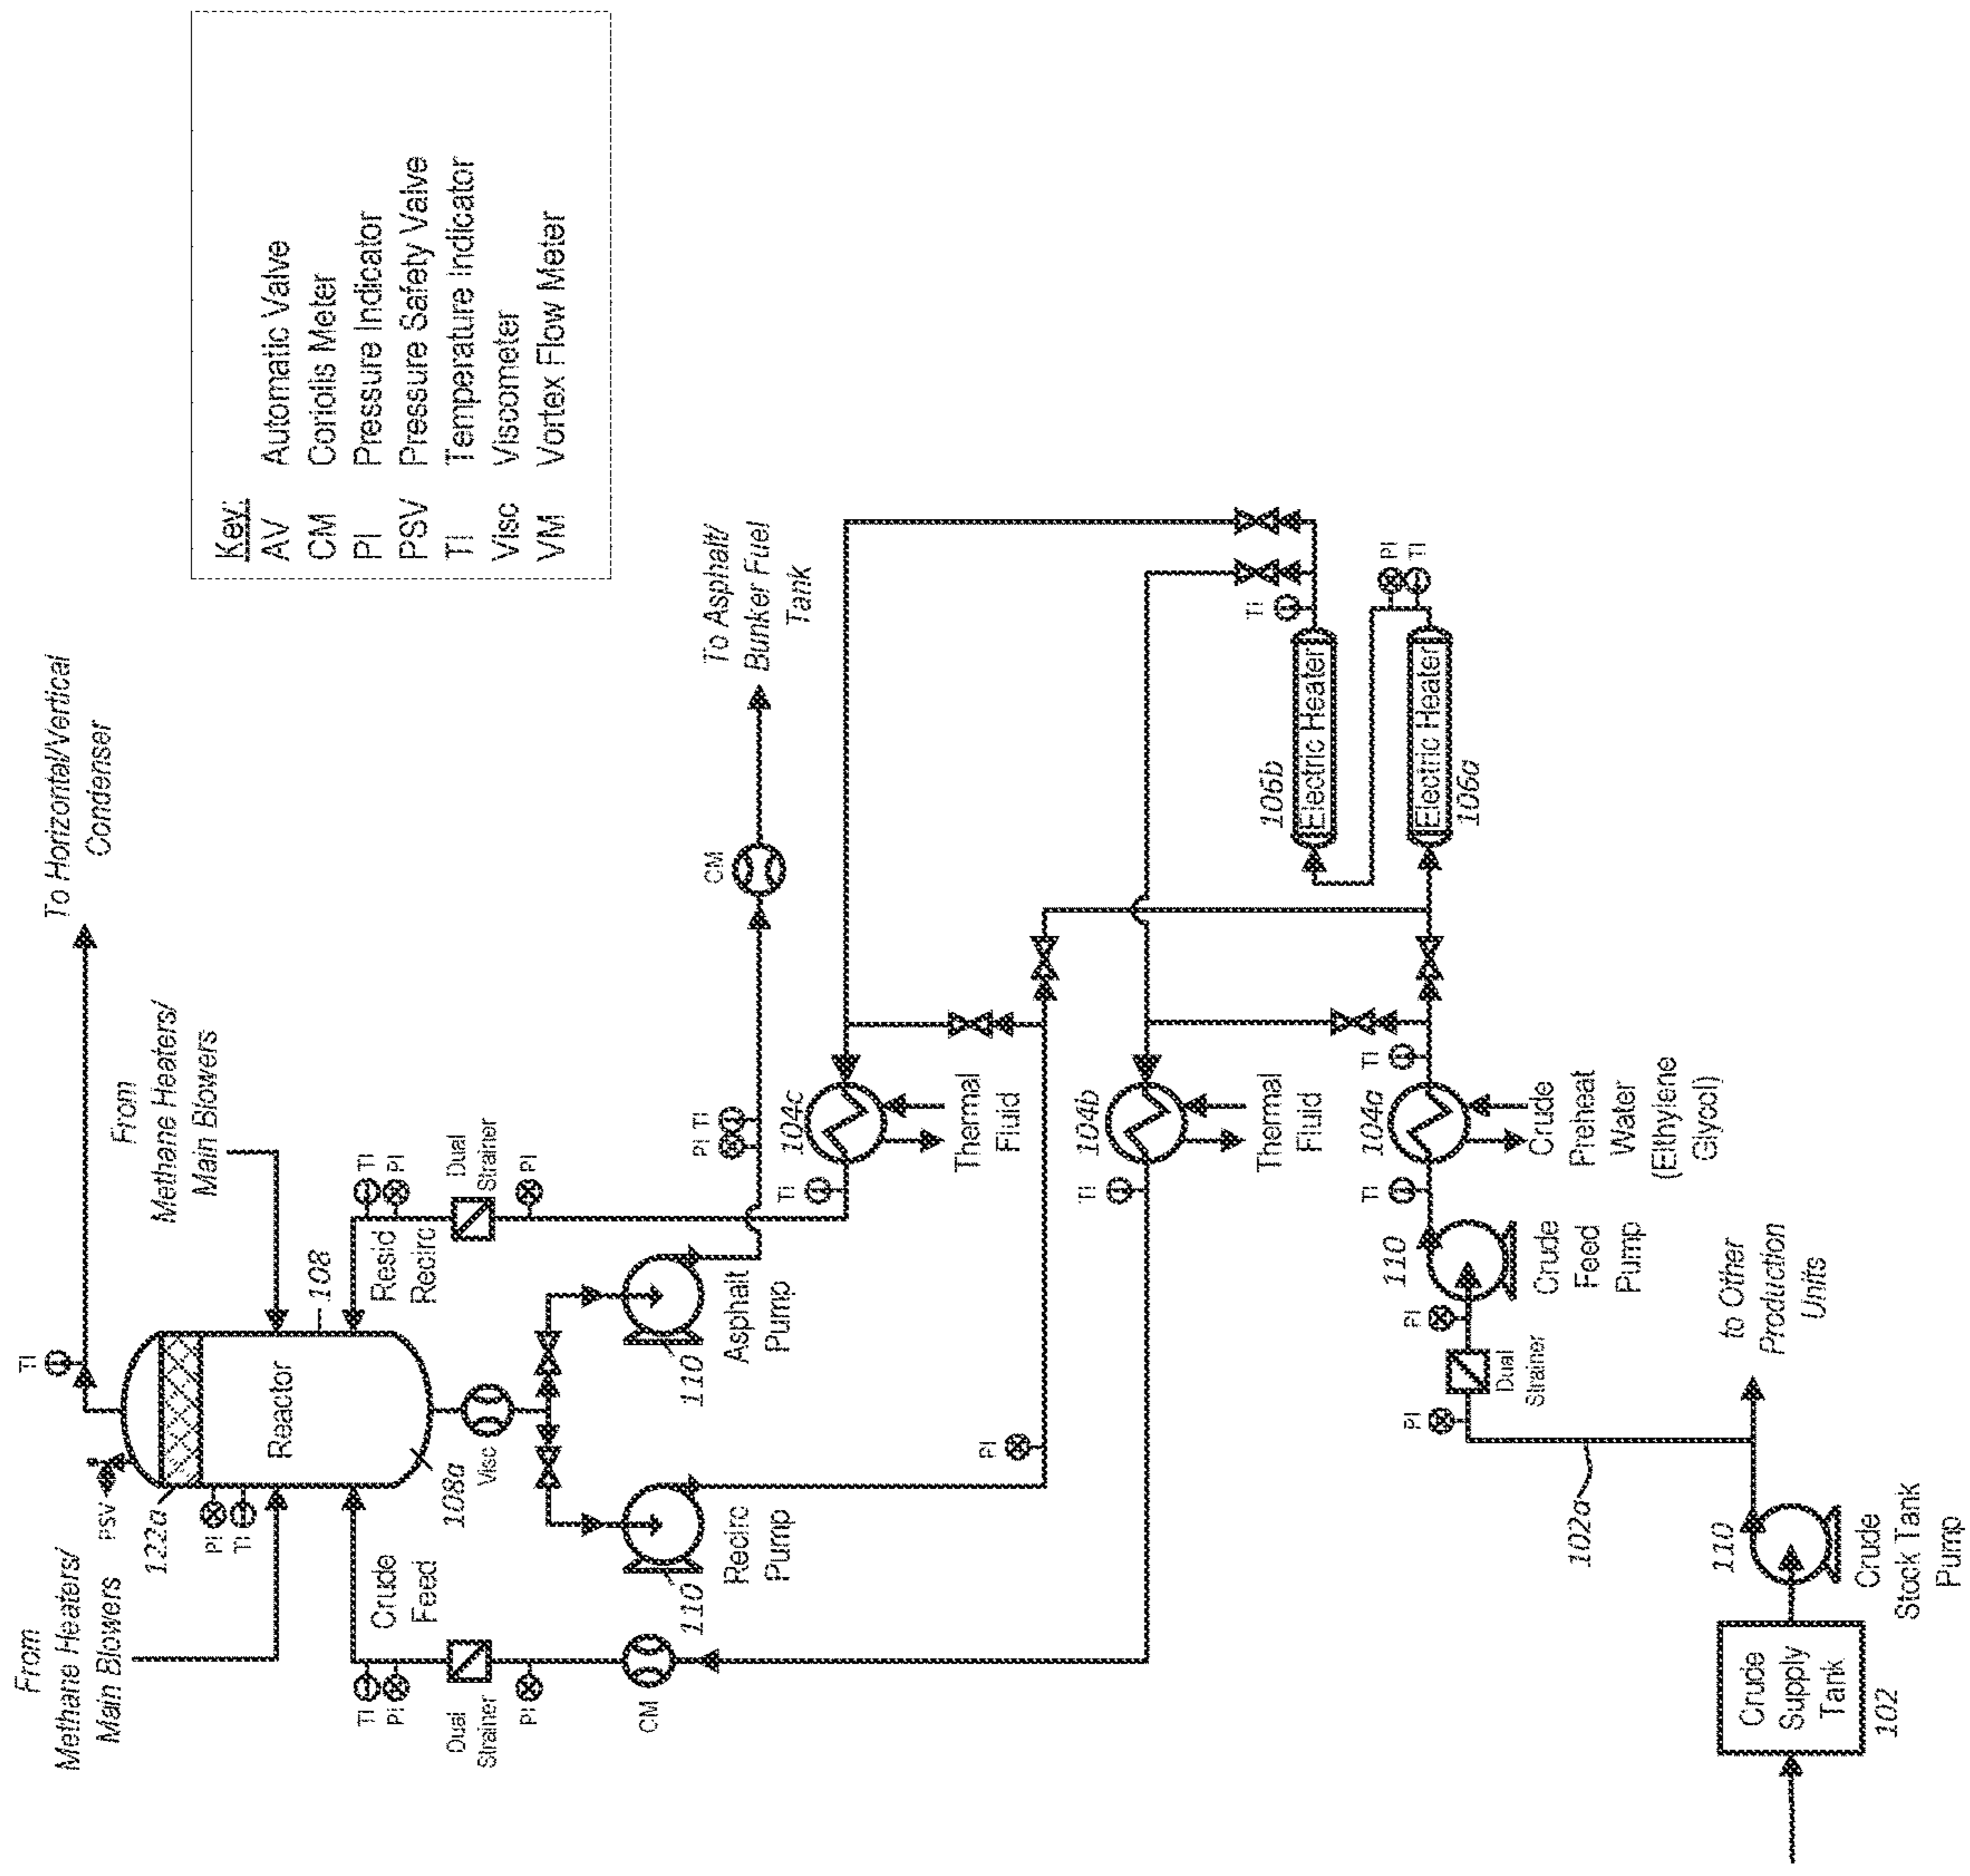 Key:
AV Automatic Valve
CM Coriolis Meter
PI Pressure Indicator
PSV Pressure Safety Valve
TI Temperature Indicator
Visc Viscometer
VM Vortex Flow Meter
To Horizontal/Vertical
Condenser
From
Methane Heaters/
Main Blowers
From
Methane Heaters/
Main Blowers
TI
PSV
122a
PI
TI
Reactor
108
108a
Visc
TI
PI
Resid
Recirc
Dual
Strainer
PI
Crude
Feed
TI
PI
Dual
Strainer
PI
CM
110
Recirc
Pump
110
Asphalt
Pump
PI TI
CM
To Asphalt/
Bunker Fuel
Tank
TI
104c
Thermal
Fluid
PI
TI
104b
Thermal
Fluid
TI
104a
TI
Crude
Preheat
Water
(Elthylene
Glycol)
TI
106b
Electric Heater
PI
TI
Electric Heater
106a
110
Crude
Feed
Pump
PI
Dual
Strainer
PI
102a
to Other
Production
Units
110
Crude
Stock Tank
Pump
Crude
Supply
Tank
102